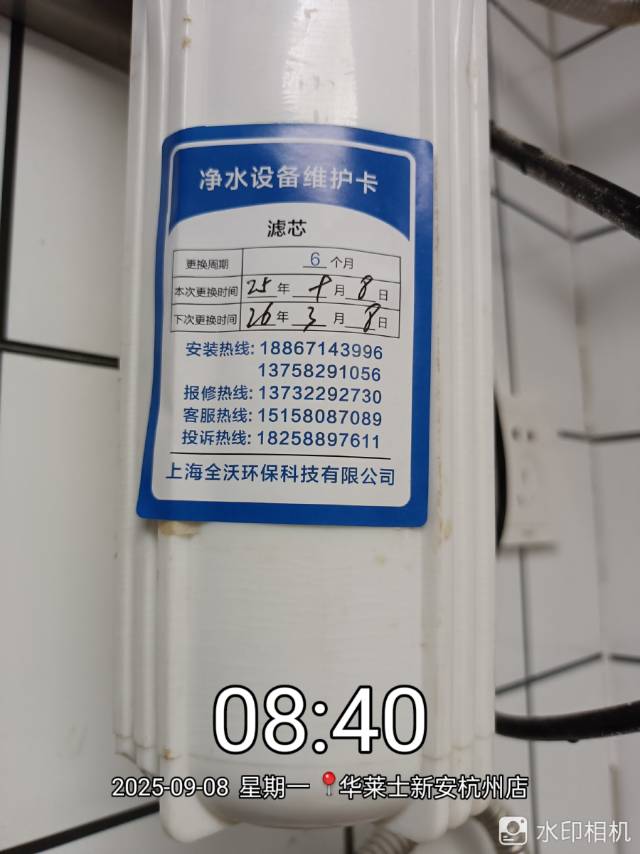 净水设备维护卡
滤芯
更换周期 6 个月
本次更换时间 25 年 9 月 8 日
下次更换时间 26 年 3 月 8 日
安装热线: 18867143996
13758291056
报修热线: 13732292730
客服热线: 15158087089
投诉热线: 18258897611
上海全沃环保科技有限公司
08:40
2025-09-08 星期一 📍华莱士新安杭州店
水印相机